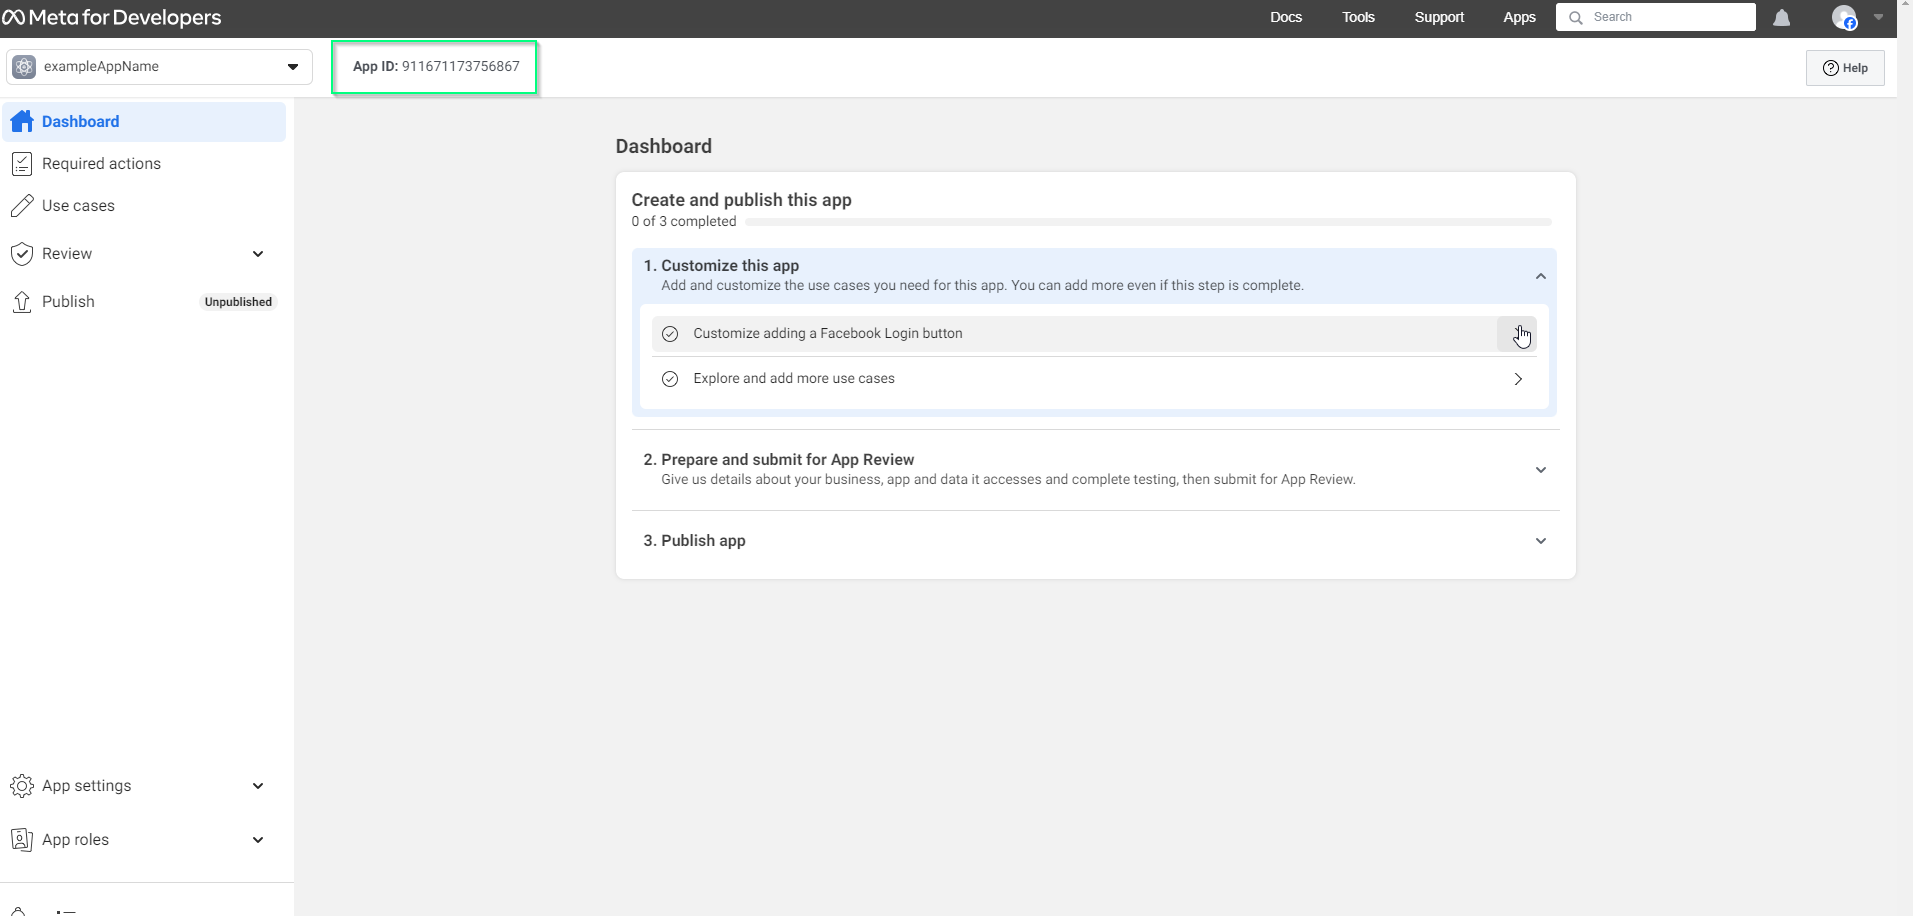 Meta for Developers
Docs
Tools
Support
Apps
Search
exampleAppName
App ID: 911671173756867
Help
Dashboard
Required actions
Use cases
Review
Publish
Unpublished
App settings
App roles
Dashboard
Create and publish this app
0 of 3 completed
1. Customize this app
Add and customize the use cases you need for this app. You can add more even if this step is complete.
Customize adding a Facebook Login button
Explore and add more use cases
2. Prepare and submit for App Review
Give us details about your business, app and data it accesses and complete testing, then submit for App Review.
3. Publish app